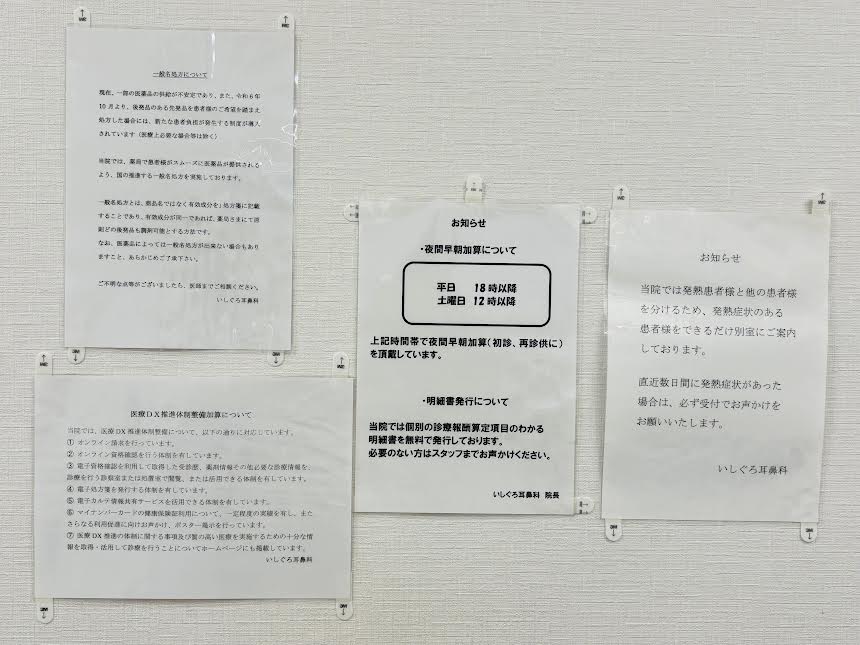 一般名処方について
現在、一部の医薬品の供給が不安定であり、また、令和6年
10月より、後発品のある先発品を患者様のご希望を踏まえ
処方した場合には、新たな患者負担が発生する制度が導入
されています（医療上必要な場合等は除く）
当院では、薬局で患者様がスムーズに医薬品が提供される
よう、国の推進する一般名処方を実施しております。
一般名処方とは、商品名ではなく有効成分を処方箋に記載
することであり、有効成分が同一であれば、薬局さまにて原
則どの後発品も調剤可能とする方法です。
なお、医薬品によっては一般名処方が出来ない場合もあり
ますこと、あらかじめご了承下さい。
ご不明な点等がございましたら、医師までご相談ください。
いしぐろ耳鼻科
医療DX推進体制整備加算について
当院では、医療DX推進体制整備について、以下の通りに対応しています。
① オンライン請求を行っています。
② オンライン資格確認を行う体制を有しています。
③ 電子資格確認を利用して取得した受診歴、薬剤情報その他必要な診療情報を、
診療を行う診察室または処置室で閲覧、または活用できる体制を有しています。
④ 電子処方箋を発行する体制を有しています。
⑤ 電子カルテ情報共有サービスを活用できる体制を有しています。
⑥ マイナンバーカードの健康保険証利用について、一定程度の実績を有し、また
さらなる利用促進に向けお声かけ、ポスター掲示を行っています。
⑦ 医療DX推進の体制に関する事項及び質の高い医療を実施するための十分な情
報を取得・活用して診療を行うことについてホームページにも掲載しています。
いしぐろ耳鼻科
お知らせ
・夜間早朝加算について
平日 18時以降
土曜日 12時以降
上記時間帯で夜間早朝加算(初診、再診供に)
を頂戴しています。
・明細書発行について
当院では個別の診療報酬算定項目のわかる
明細書を無料で発行しております。
必要のない方はスタッフまでお声かけください。
いしぐろ耳鼻科 院長
お知らせ
当院では発熱患者様と他の患者様
を分けるため、発熱症状のある
患者様をできるだけ別室にご案内
しております。
直近数日間に発熱症状があった
場合は、必ず受付でお声かけを
お願いいたします。
いしぐろ耳鼻科